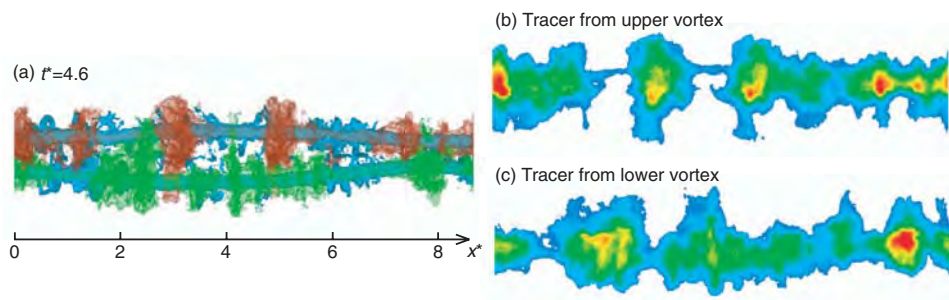 (a) t*=4.6
0 2 4 6 8 x*
(b) Tracer from upper vortex
(c) Tracer from lower vortex